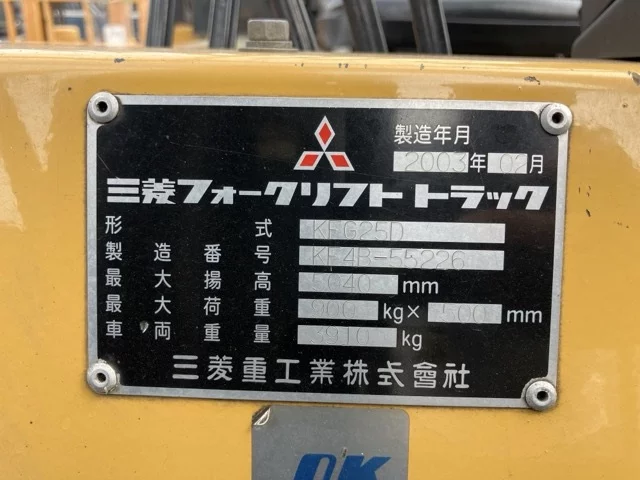 製造年月
2003年 02月
三菱フォークリフトトラック
形式 KFG25D
製造番号
最大揚高 5040 mm
最大荷重 900 kg× 500 mm
車両重量 3910 kg
三菱重工業株式會社
OK